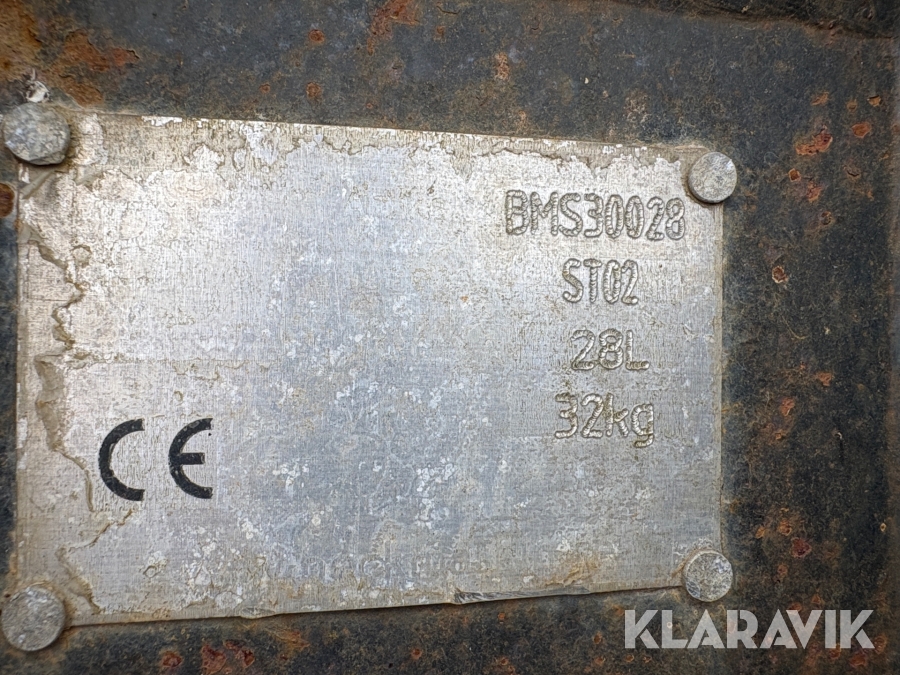 BMS30028
ST02
28L
32kg
CE
KLARAVIK